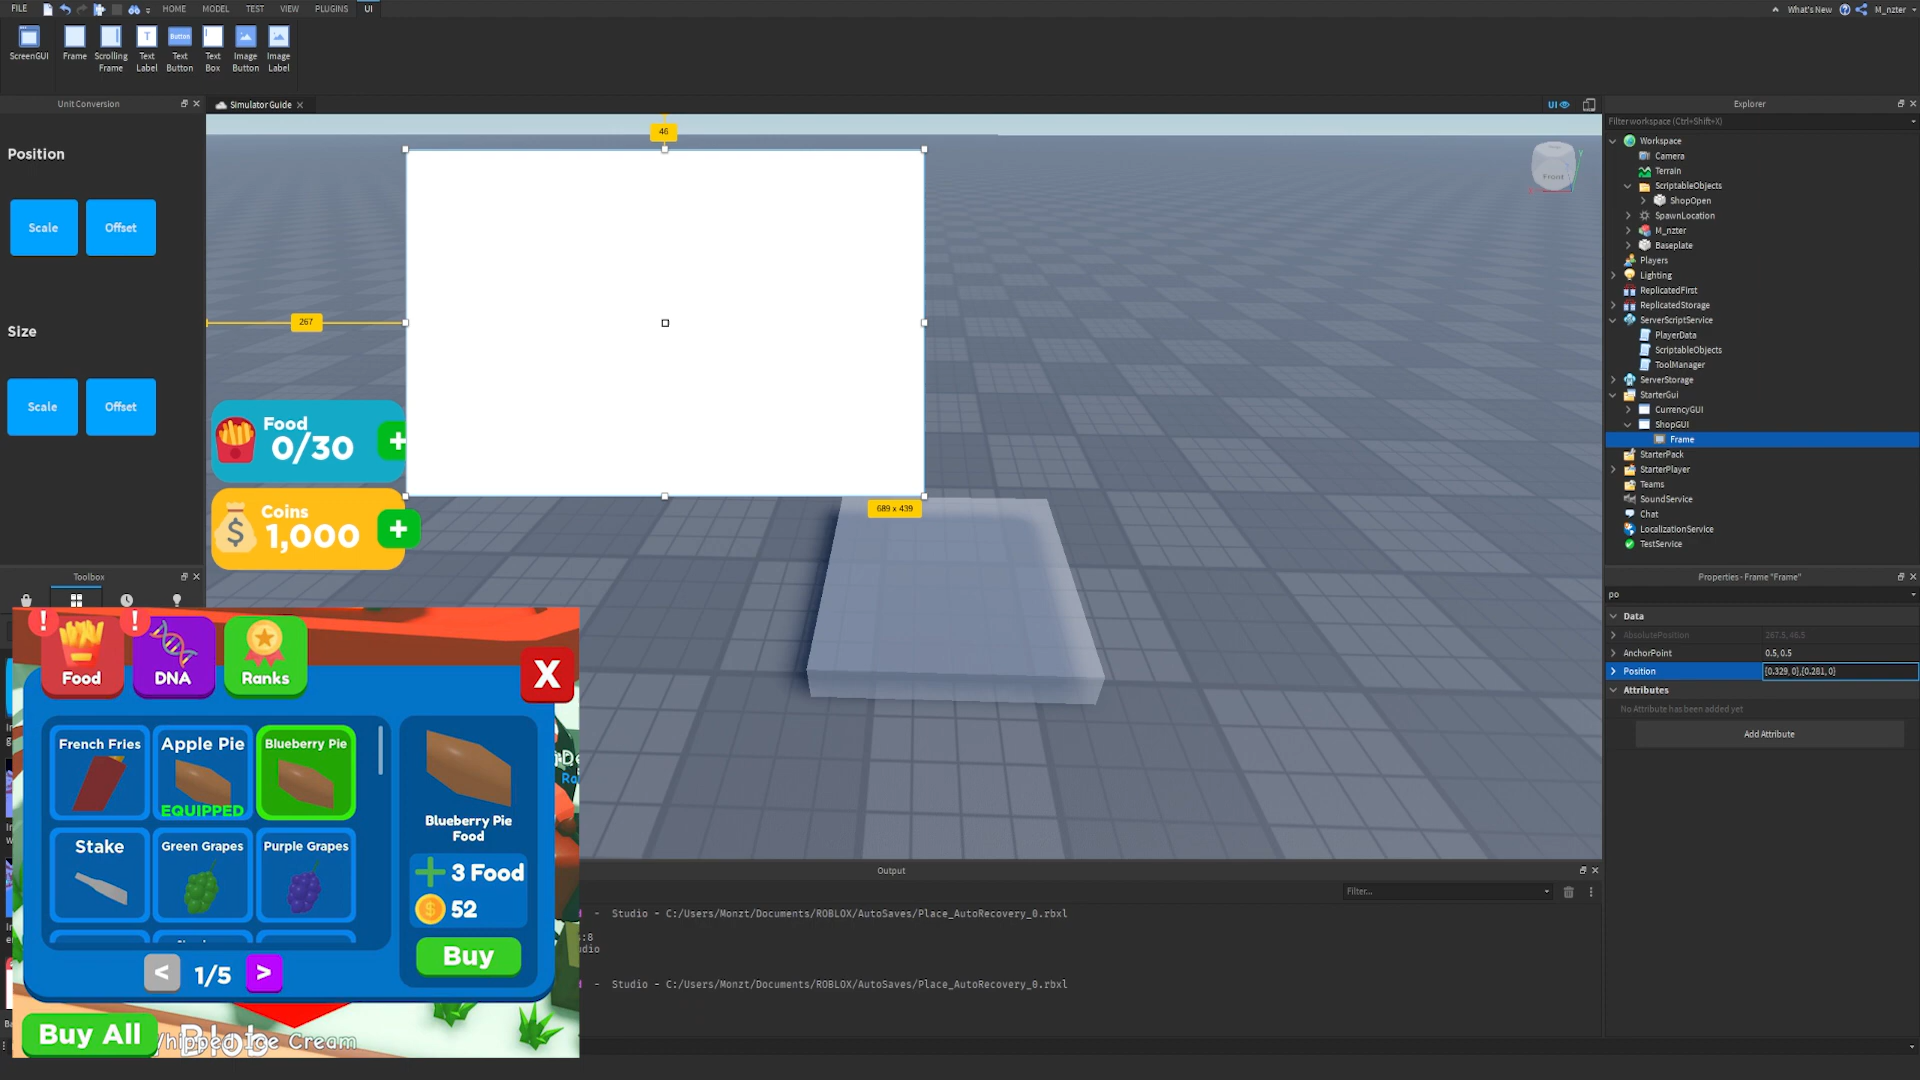 FILE HOME MODEL TEST VIEW PLUGINS UI What's New M_nzter
ScreenGUI Frame Scrolling Frame Text Label Button Text Button Text Box Image Button Image Label
Unit Conversion
Simulator Guide
UI
Explorer
Filter workspace (Ctrl+Shift+X)
Position
Scale Offset
Size
Scale Offset
Toolbox
46
267
689 x 439
Front
Food
0/30
+
Coins
1,000
+
Workspace
Camera
Terrain
ScriptableObjects
ShopOpen
SpawnLocation
M_nzter
Baseplate
Players
Lighting
ReplicatedFirst
ReplicatedStorage
ServerScriptService
PlayerData
ScriptableObjects
ToolManager
ServerStorage
StarterGui
CurrencyGUI
ShopGUI
Frame
StarterPack
StarterPlayer
Teams
SoundService
Chat
LocalizationService
TestService
Properties - Frame "Frame"
po
Data
AbsolutePosition 267.5, 46.5
AnchorPoint 0.5, 0.5
Position {0.329, 0},{0.281, 0}
Attributes
No Attribute has been added yet
Add Attribute
! Food ! DNA Ranks X
French Fries Apple Pie Blueberry Pie
EQUIPPED
Stake Green Grapes Purple Grapes
< 1/5 >
Blueberry Pie
Food
+ 3 Food
$ 52
Buy
Buy All
Whipped Ice Cream
Blob
Output
Filter...
- Studio - C:/Users/Monzt/Documents/ROBLOX/AutoSaves/Place_AutoRecovery_0.rbxl
:8
dio
- Studio - C:/Users/Monzt/Documents/ROBLOX/AutoSaves/Place_AutoRecovery_0.rbxl